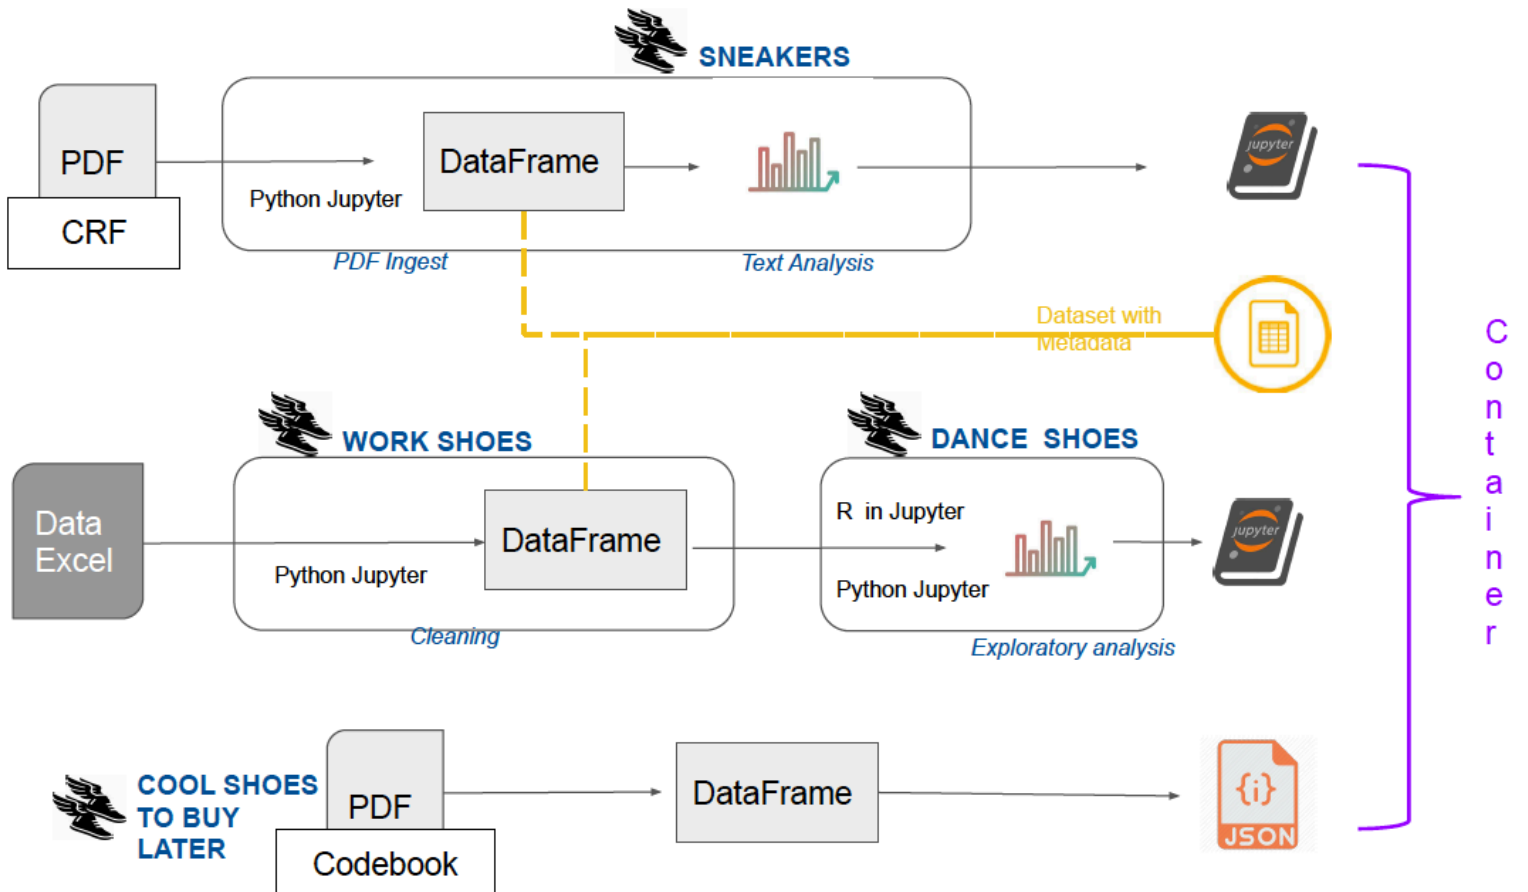 SNEAKERS
PDF
CRF
Python Jupyter
DataFrame
PDF Ingest
Text Analysis
jupyter
Dataset with
Metadata
WORK SHOES
DANCE SHOES
Data
Excel
Python Jupyter
DataFrame
Cleaning
R in Jupyter
Python Jupyter
Exploratory analysis
jupyter
COOL SHOES
TO BUY
LATER
PDF
Codebook
DataFrame
{i}
JSON
Container